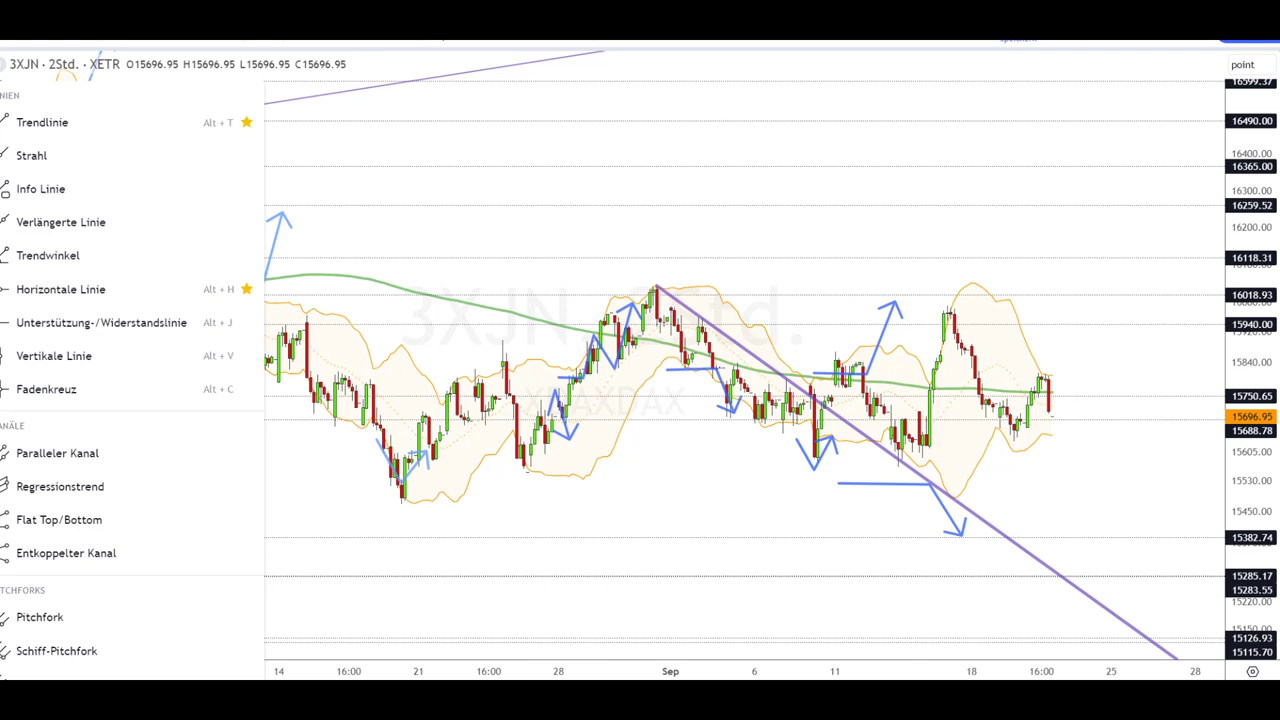 3XJN · 2Std. · XETR O15696.95 H15696.95 L15696.95 C15696.95
point
NIEN
Trendlinie Alt + T
Strahl
Info Linie
Verlängerte Linie
Trendwinkel
Horizontale Linie Alt + H
Unterstützung-/Widerstandslinie Alt + J
Vertikale Linie Alt + V
Fadenkreuz Alt + C
ANÄLE
Paralleler Kanal
Regressionstrend
Flat Top/Bottom
Entkoppelter Kanal
TCHFORKS
Pitchfork
Schiff-Pitchfork
3XJN, 2Std.
16599.37
16490.00
16400.00
16365.00
16300.00
16259.52
16200.00
16118.31
16018.93
15940.00
15840.00
15750.65
15696.95
15688.78
15605.00
15530.00
15450.00
15382.74
15285.17
15283.55
15220.00
15126.93
15115.70
14 16:00 21 16:00 28 Sep 6 11 18 16:00 25 28